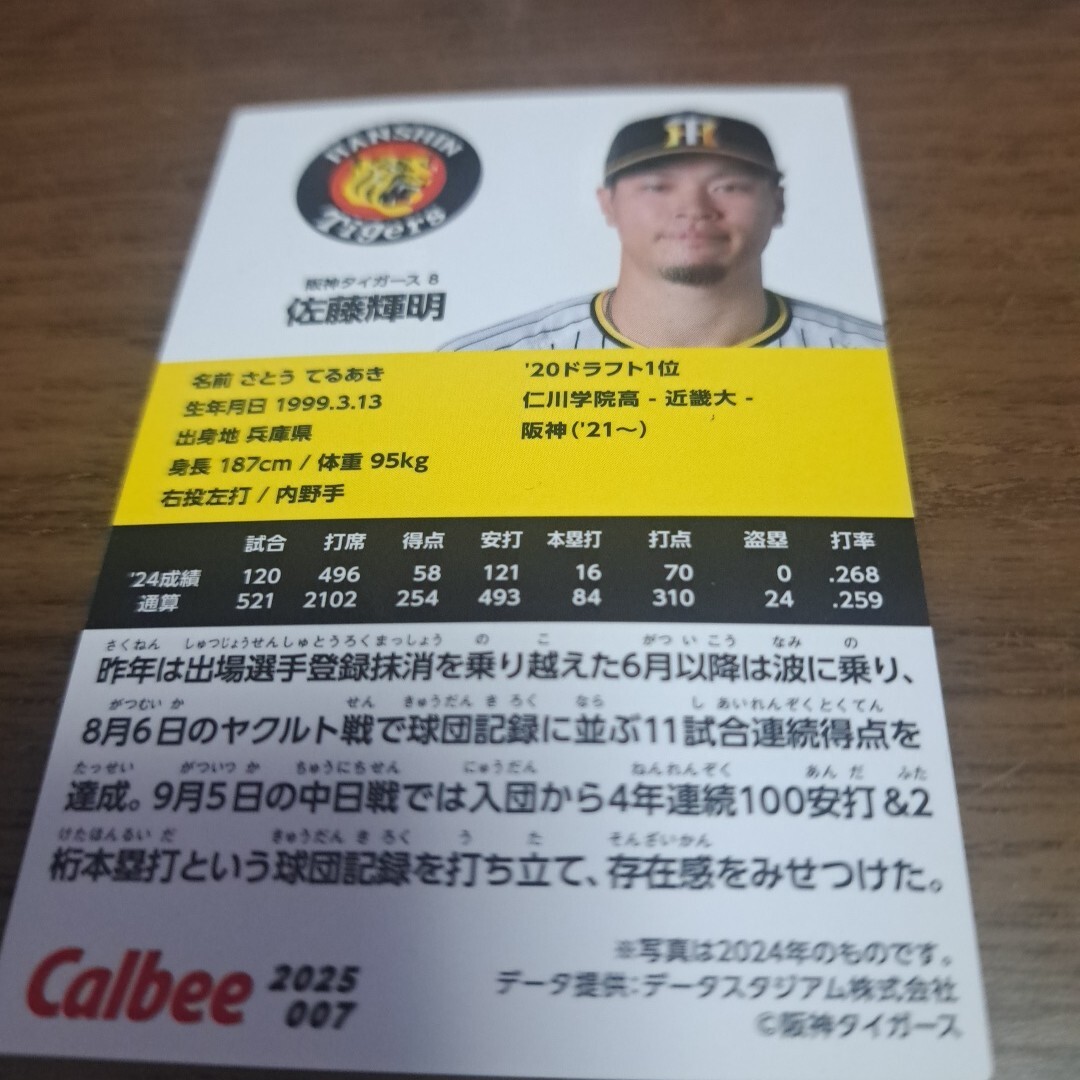 HANSHIN
Tigers
阪神タイガース 8
佐藤輝明
名前 さとう てるあき
生年月日 1999.3.13
出身地 兵庫県
身長 187cm / 体重 95kg
右投左打 / 内野手
'20ドラフト1位
仁川学院高 - 近畿大 -
阪神('21〜)
試合 打席 得点 安打 本塁打 打点 盗塁 打率
'24成績 120 496 58 121 16 70 0 .268
通算 521 2102 254 493 84 310 24 .259
さくねん しゅつじょうせんしゅとうろくまっしょう の こ がつ い こう なみ の
昨年は出場選手登録抹消を乗り越えた6月以降は波に乗り、
がつむい か せん きゅうだん き ろく なら し あいれんぞくとくてん
8月6日のヤクルト戦で球団記録に並ぶ11試合連続得点を
たっせい がついつ か ちゅうにちせん にゅうだん ねんれんぞく あん だ ふた
達成。9月5日の中日戦では入団から4年連続100安打&2
けたほんるい だ きゅうだん き ろく う た そんざいかん
桁本塁打という球団記録を打ち立て、存在感をみせつけた。
Calbee 2025
007
※写真は2024年のものです。
データ提供:データスタジアム株式会社
©阪神タイガース